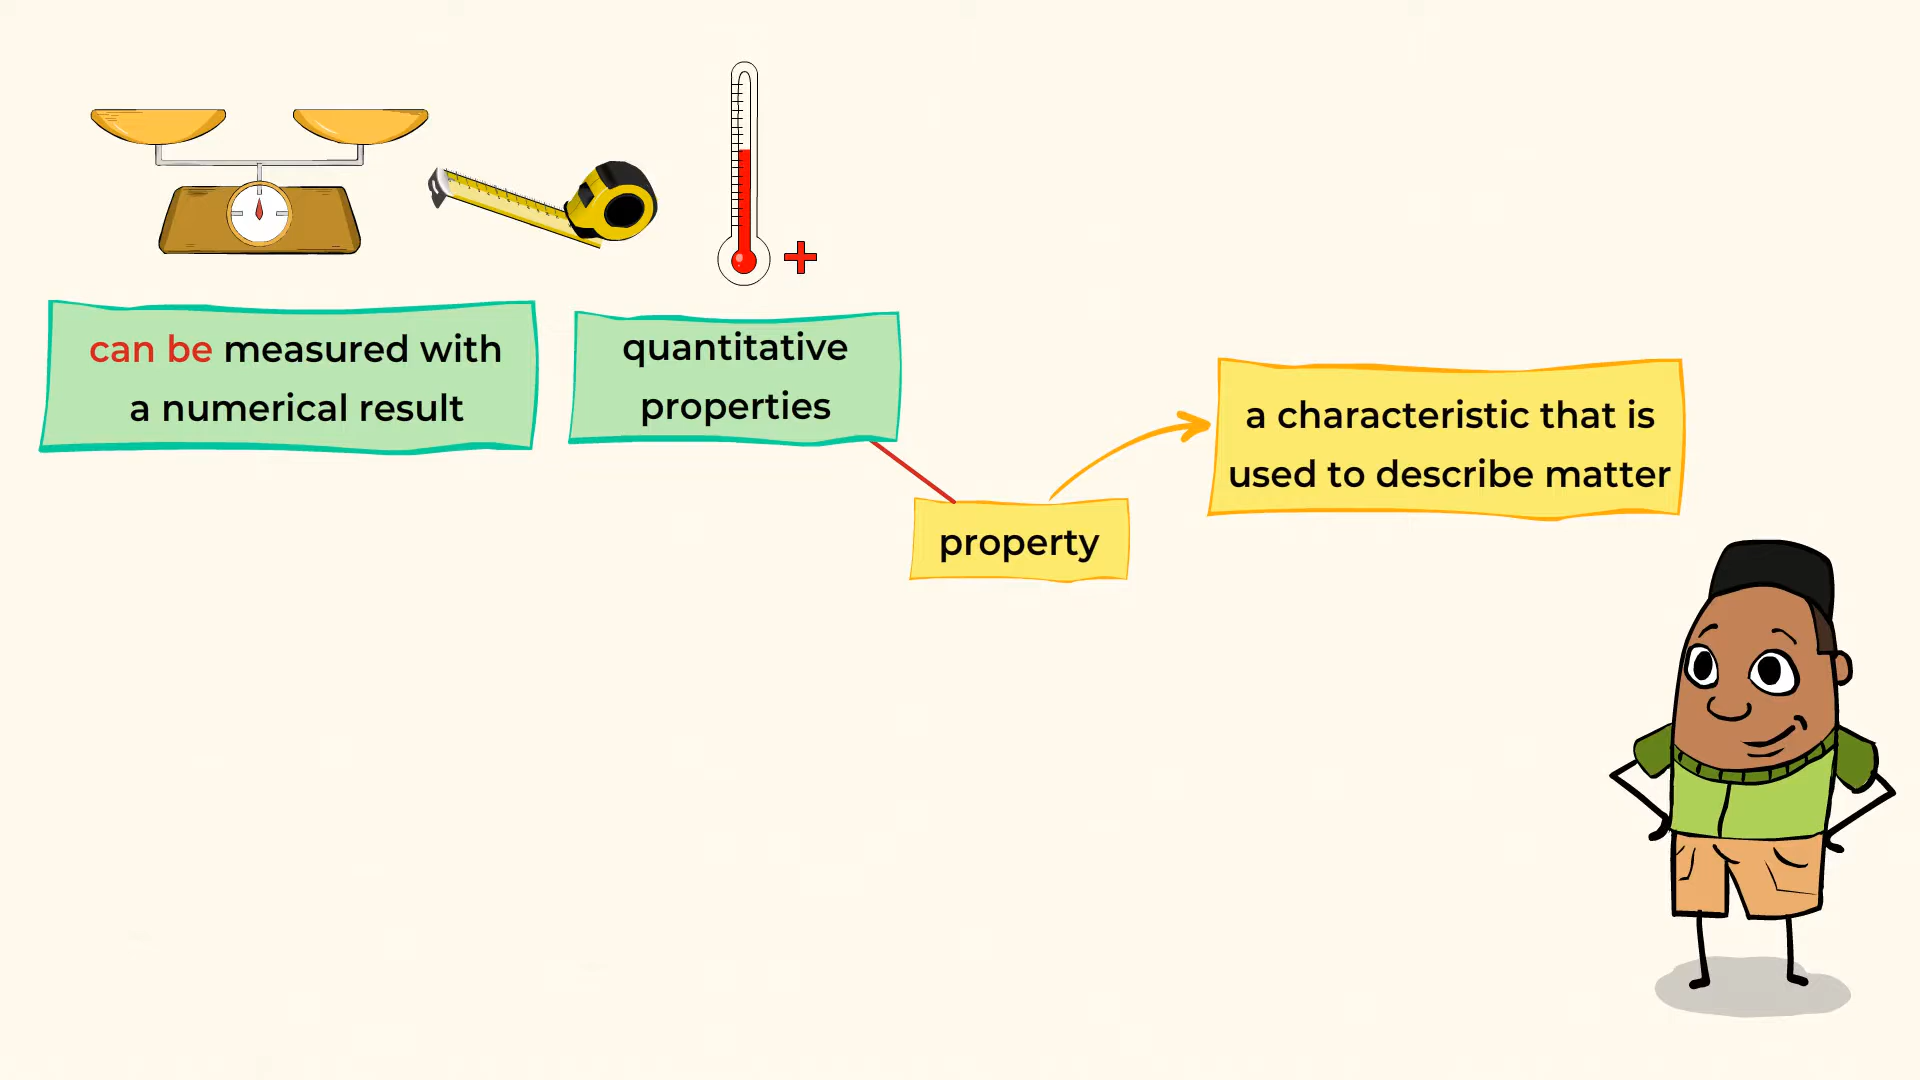 can be measured with
a numerical result
quantitative
properties
a characteristic that is
used to describe matter
property